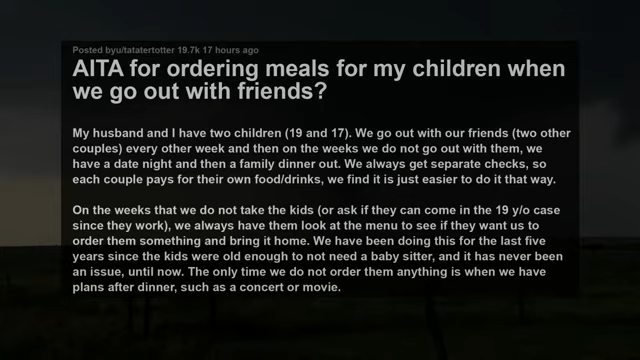 Posted byu/tatatertotter 19.7k 17 hours ago
AITA for ordering meals for my children when
we go out with friends?
My husband and I have two children (19 and 17). We go out with our friends (two other
couples) every other week and then on the weeks we do not go out with them, we
have a date night and then a family dinner out. We always get separate checks, so
each couple pays for their own food/drinks, we find it is just easier to do it that way.
On the weeks that we do not take the kids (or ask if they can come in the 19 y/o case
since they work), we always have them look at the menu to see if they want us to
order them something and bring it home. We have been doing this for the last five
years since the kids were old enough to not need a baby sitter, and it has never been
an issue, until now. The only time we do not order them anything is when we have
plans after dinner, such as a concert or movie.